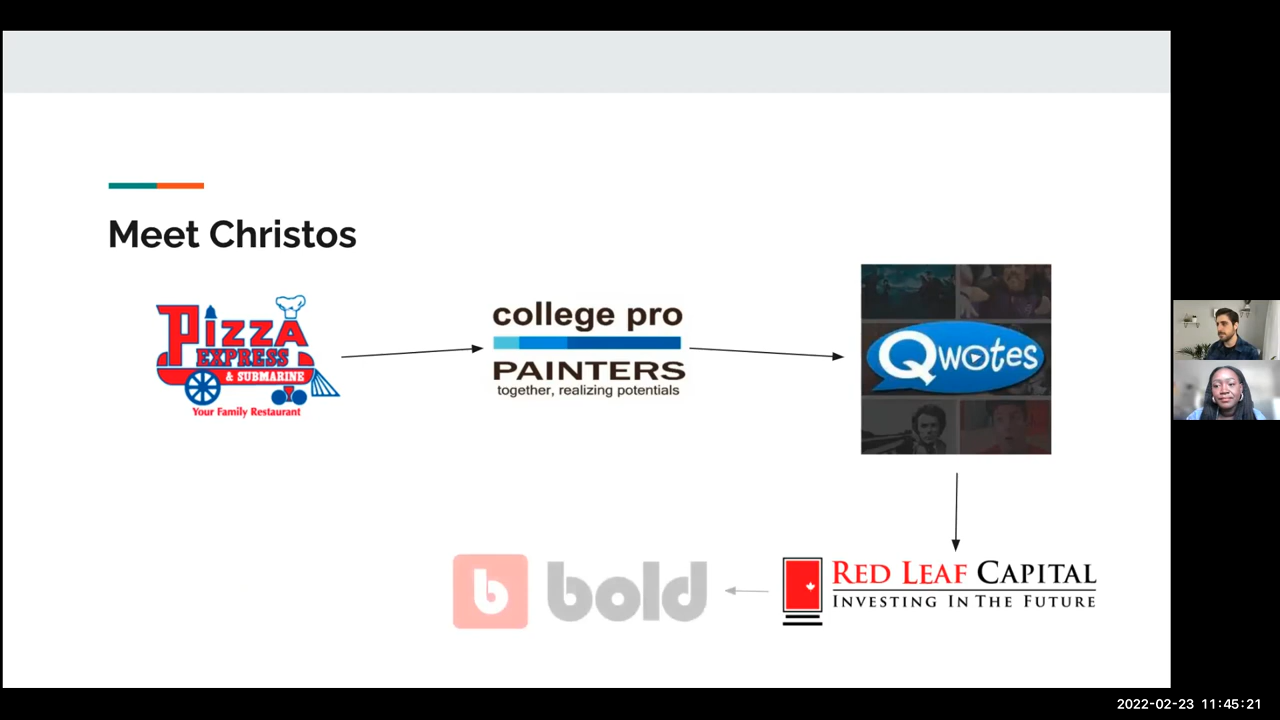 Meet Christos
Pizza
EXPRESS
& SUBMARINE
Your Family Restaurant
college pro
PAINTERS
together, realizing potentials
Qwotes
RED LEAF CAPITAL
INVESTING IN THE FUTURE
b bold
2022-02-23 11:45:21